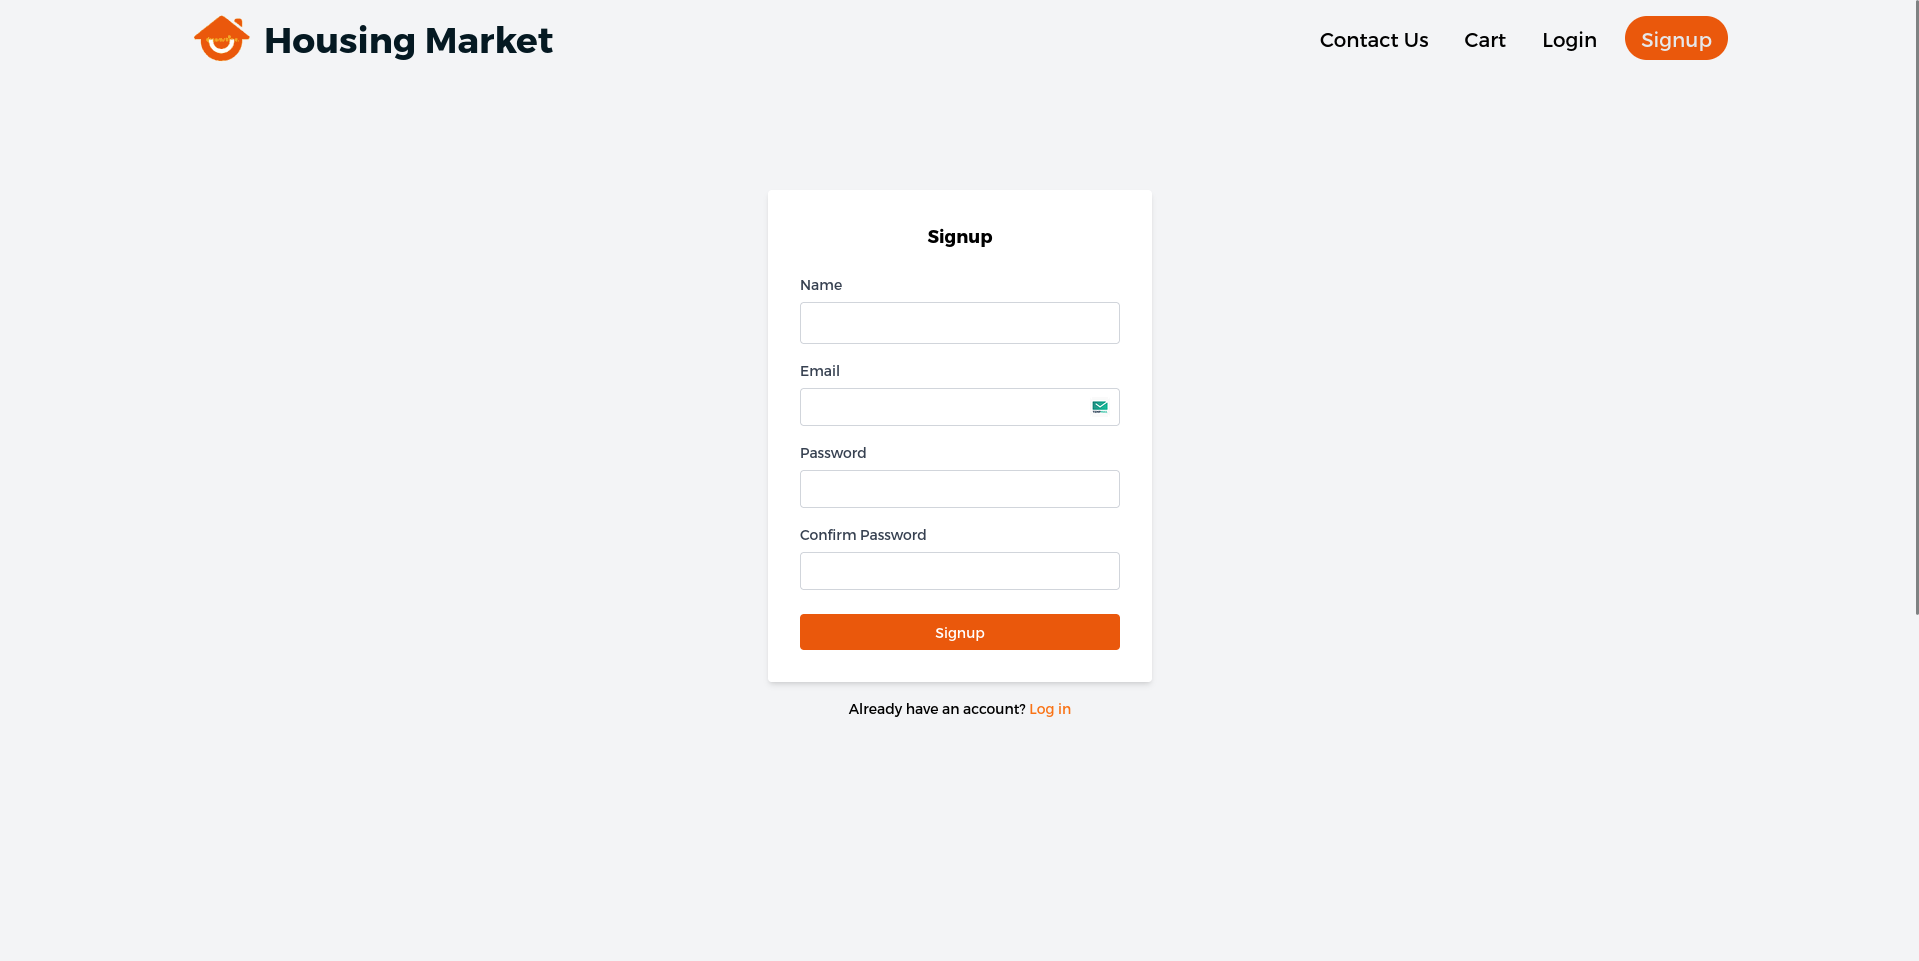 Housing Market
Contact Us
Cart
Login
Signup
Signup
Name
Email
Password
Confirm Password
Signup
Already have an account? Log in